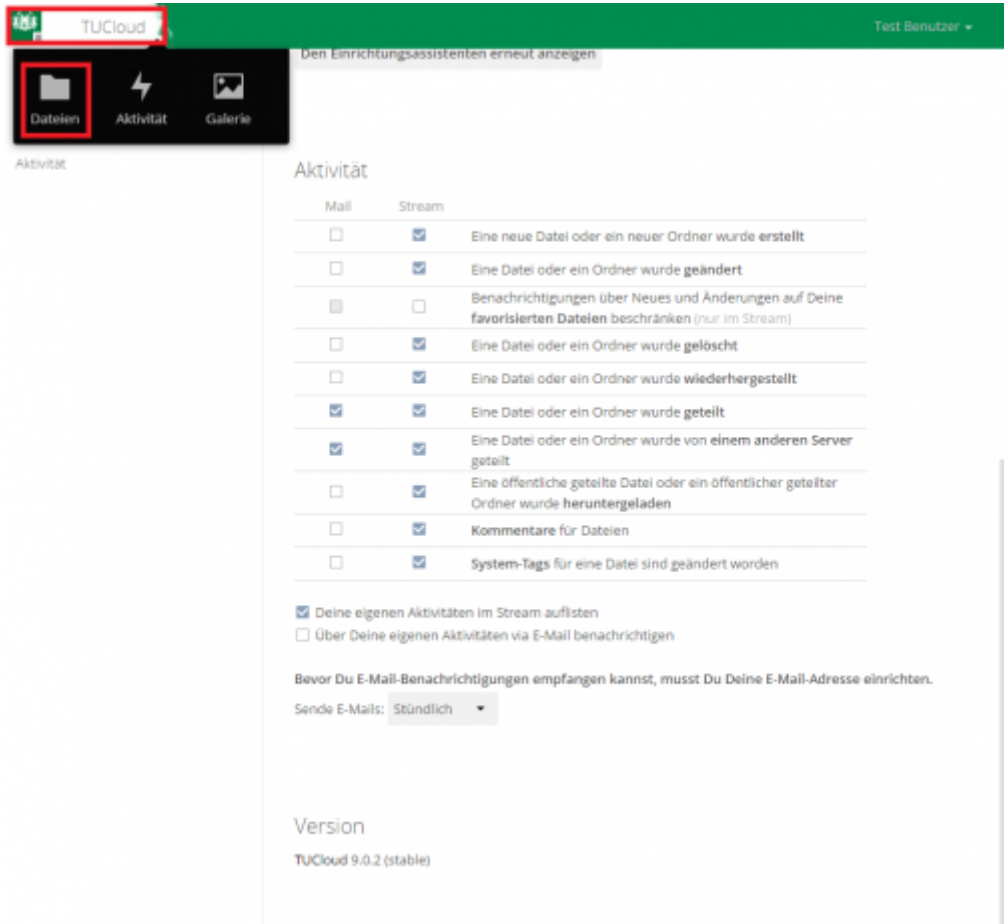 TUCloud
Test Benutzer
Den Einrichtungsassistenten erneut anzeigen
Dateien Aktivität Galerie
Aktivität
Aktivität
Mail Stream
Eine neue Datei oder ein neuer Ordner wurde erstellt
Eine Datei oder ein Ordner wurde geändert
Benachrichtigungen über Neues und Änderungen auf Deine
favorisierten Dateien beschränken (nur im Stream)
Eine Datei oder ein Ordner wurde gelöscht
Eine Datei oder ein Ordner wurde wiederhergestellt
Eine Datei oder ein Ordner wurde geteilt
Eine Datei oder ein Ordner wurde von einem anderen Server
geteilt
Eine öffentliche geteilte Datei oder ein öffentlicher geteilter
Ordner wurde heruntergeladen
Kommentare für Dateien
System-Tags für eine Datei sind geändert worden
Deine eigenen Aktivitäten im Stream auflisten
Über Deine eigenen Aktivitäten via E-Mail benachrichtigen
Bevor Du E-Mail-Benachrichtigungen empfangen kannst, musst Du Deine E-Mail-Adresse einrichten.
Sende E-Mails: Stündlich
Version
TUCloud 9.0.2 (stable)